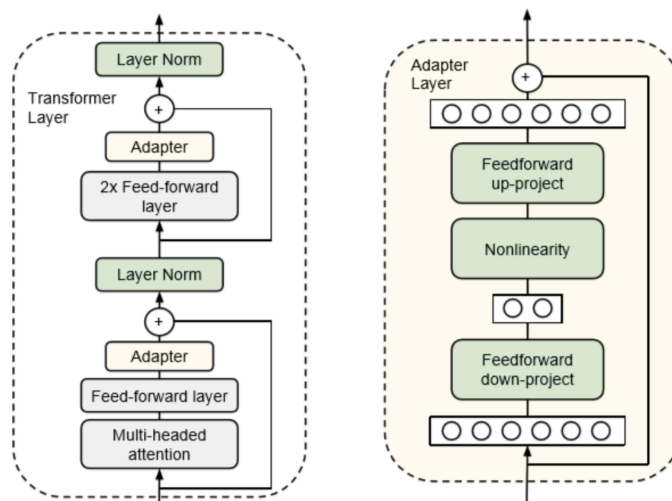 Layer Norm
Transformer
Layer
+
Adapter
2x Feed-forward
layer
Layer Norm
+
Adapter
Feed-forward layer
Multi-headed
attention
Adapter
Layer
+
Feedforward
up-project
Nonlinearity
Feedforward
down-project